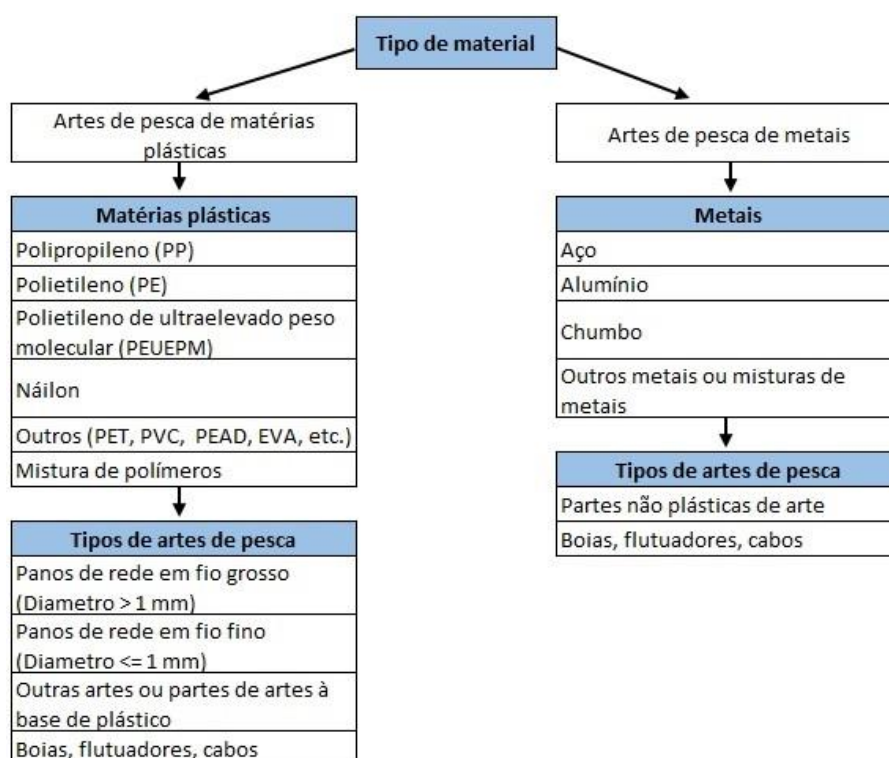 Tipo de material
Artes de pesca de matérias
plásticas
Matérias plásticas
Polipropileno (PP)
Polietileno (PE)
Polietileno de ultraelevado peso
molecular (PEUEPM)
Náilon
Outros (PET, PVC, PEAD, EVA, etc.)
Mistura de polímeros
Tipos de artes de pesca
Panos de rede em fio grosso
(Diametro > 1 mm)
Panos de rede em fio fino
(Diametro <= 1 mm)
Outras artes ou partes de artes à
base de plástico
Boias, flutuadores, cabos
Artes de pesca de metais
Metais
Aço
Alumínio
Chumbo
Outros metais ou misturas de
metais
Tipos de artes de pesca
Partes não plásticas de arte
Boias, flutuadores, cabos